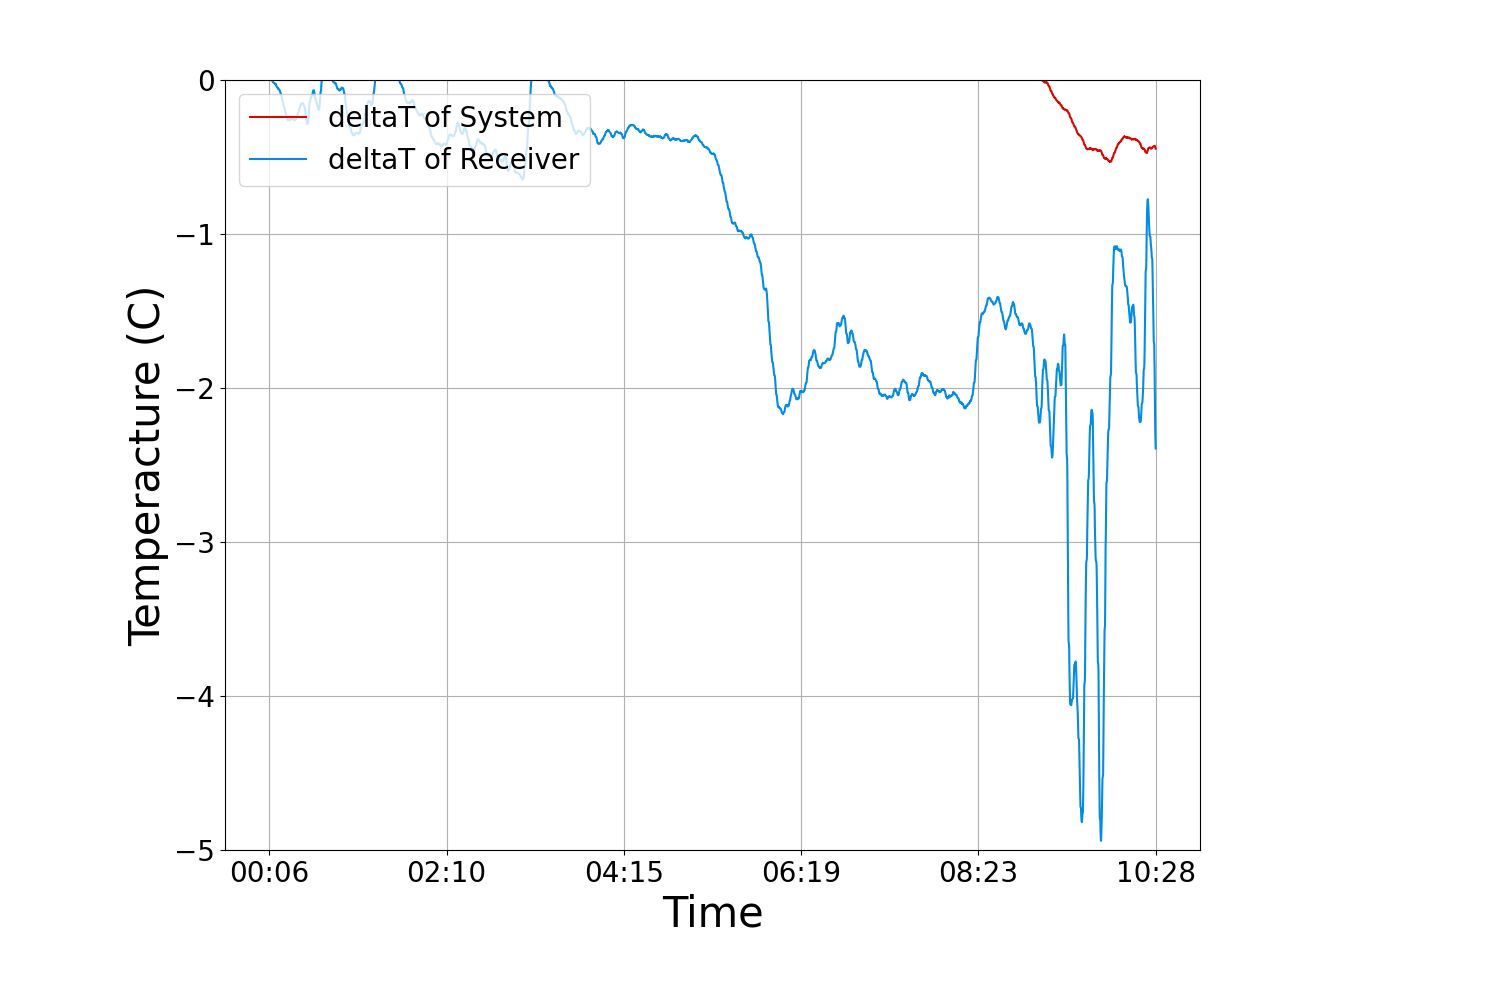 0
−1
−2
−3
−4
−5
Temperacture (C)
deltaT of System
deltaT of Receiver
00:06 02:10 04:15 06:19 08:23 10:28
Time